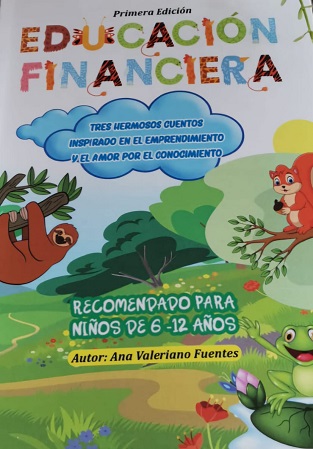 Primera Edición
EDUCACIÓN
FINANCIERA
TRES HERMOSOS CUENTOS
INSPIRADO EN EL EMPRENDIMIENTO
Y EL AMOR POR EL CONOCIMIENTO
RECOMENDADO PARA
NIÑOS DE 6 -12 AÑOS
Autor: Ana Valeriano Fuentes